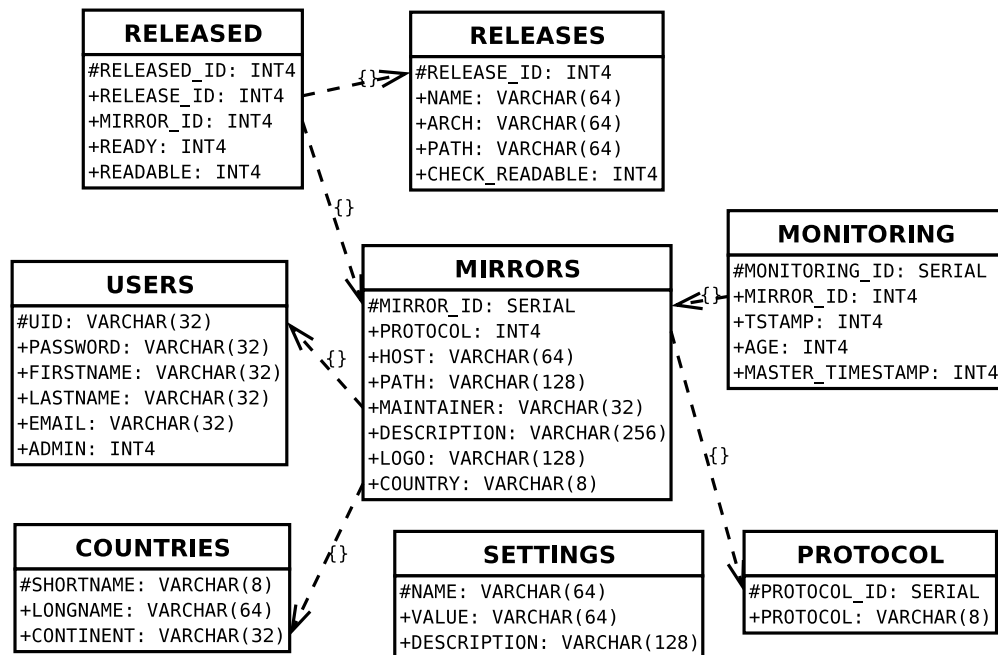 RELEASED
#RELEASED_ID: INT4
+RELEASE_ID: INT4
+MIRROR_ID: INT4
+READY: INT4
+READABLE: INT4
{}
RELEASES
#RELEASE_ID: INT4
+NAME: VARCHAR(64)
+ARCH: VARCHAR(64)
+PATH: VARCHAR(64)
+CHECK_READABLE: INT4
{}
USERS
#UID: VARCHAR(32)
+PASSWORD: VARCHAR(32)
+FIRSTNAME: VARCHAR(32)
+LASTNAME: VARCHAR(32)
+EMAIL: VARCHAR(32)
+ADMIN: INT4
{}
MIRRORS
#MIRROR_ID: SERIAL
+PROTOCOL: INT4
+HOST: VARCHAR(64)
+PATH: VARCHAR(128)
+MAINTAINER: VARCHAR(32)
+DESCRIPTION: VARCHAR(256)
+LOGO: VARCHAR(128)
+COUNTRY: VARCHAR(8)
{}
MONITORING
#MONITORING_ID: SERIAL
+MIRROR_ID: INT4
+TSTAMP: INT4
+AGE: INT4
+MASTER_TIMESTAMP: INT4
{}
{}
COUNTRIES
#SHORTNAME: VARCHAR(8)
+LONGNAME: VARCHAR(64)
+CONTINENT: VARCHAR(32)
SETTINGS
#NAME: VARCHAR(64)
+VALUE: VARCHAR(64)
+DESCRIPTION: VARCHAR(128)
PROTOCOL
#PROTOCOL_ID: SERIAL
+PROTOCOL: VARCHAR(8)